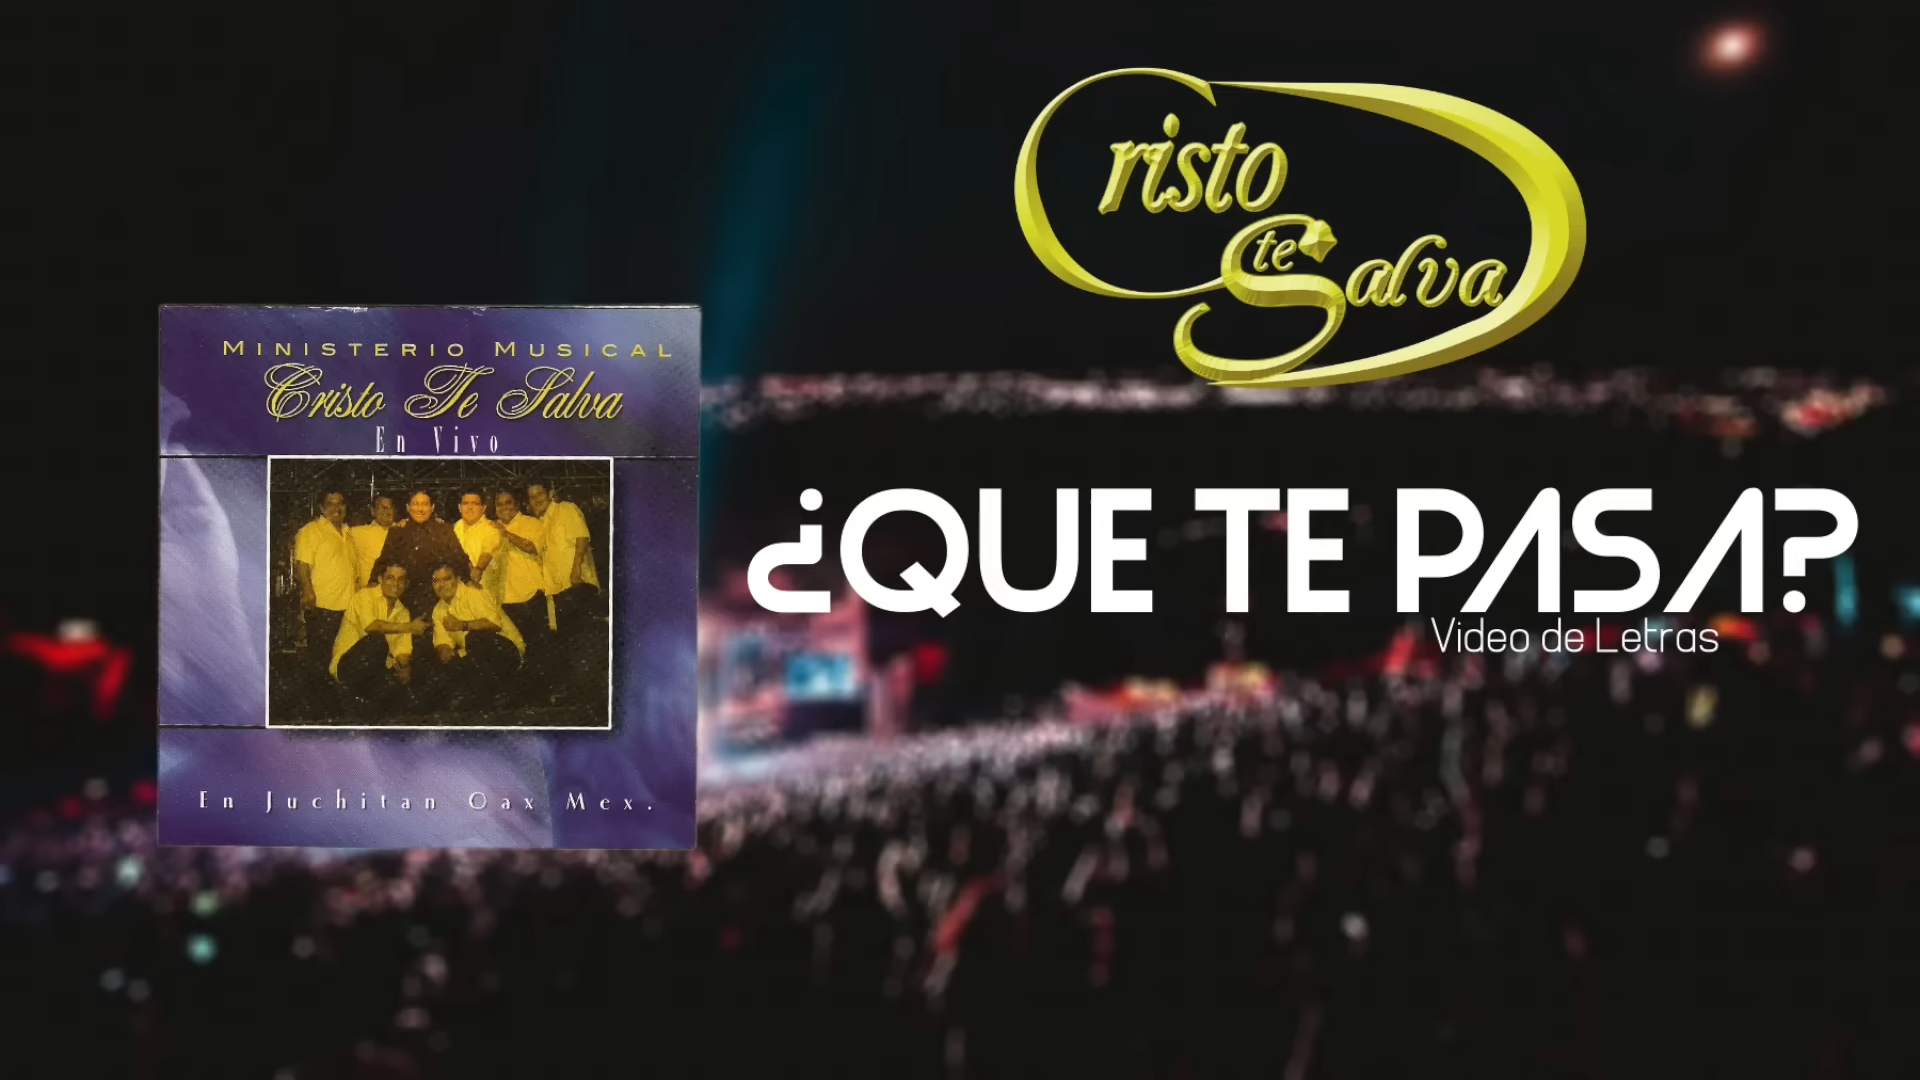 Cristo
te
Salva
MINISTERIO MUSICAL
Cristo Te Salva
En Vivo
En Juchitan Oax Mex.
¿QUE TE PASA?
Video de Letras